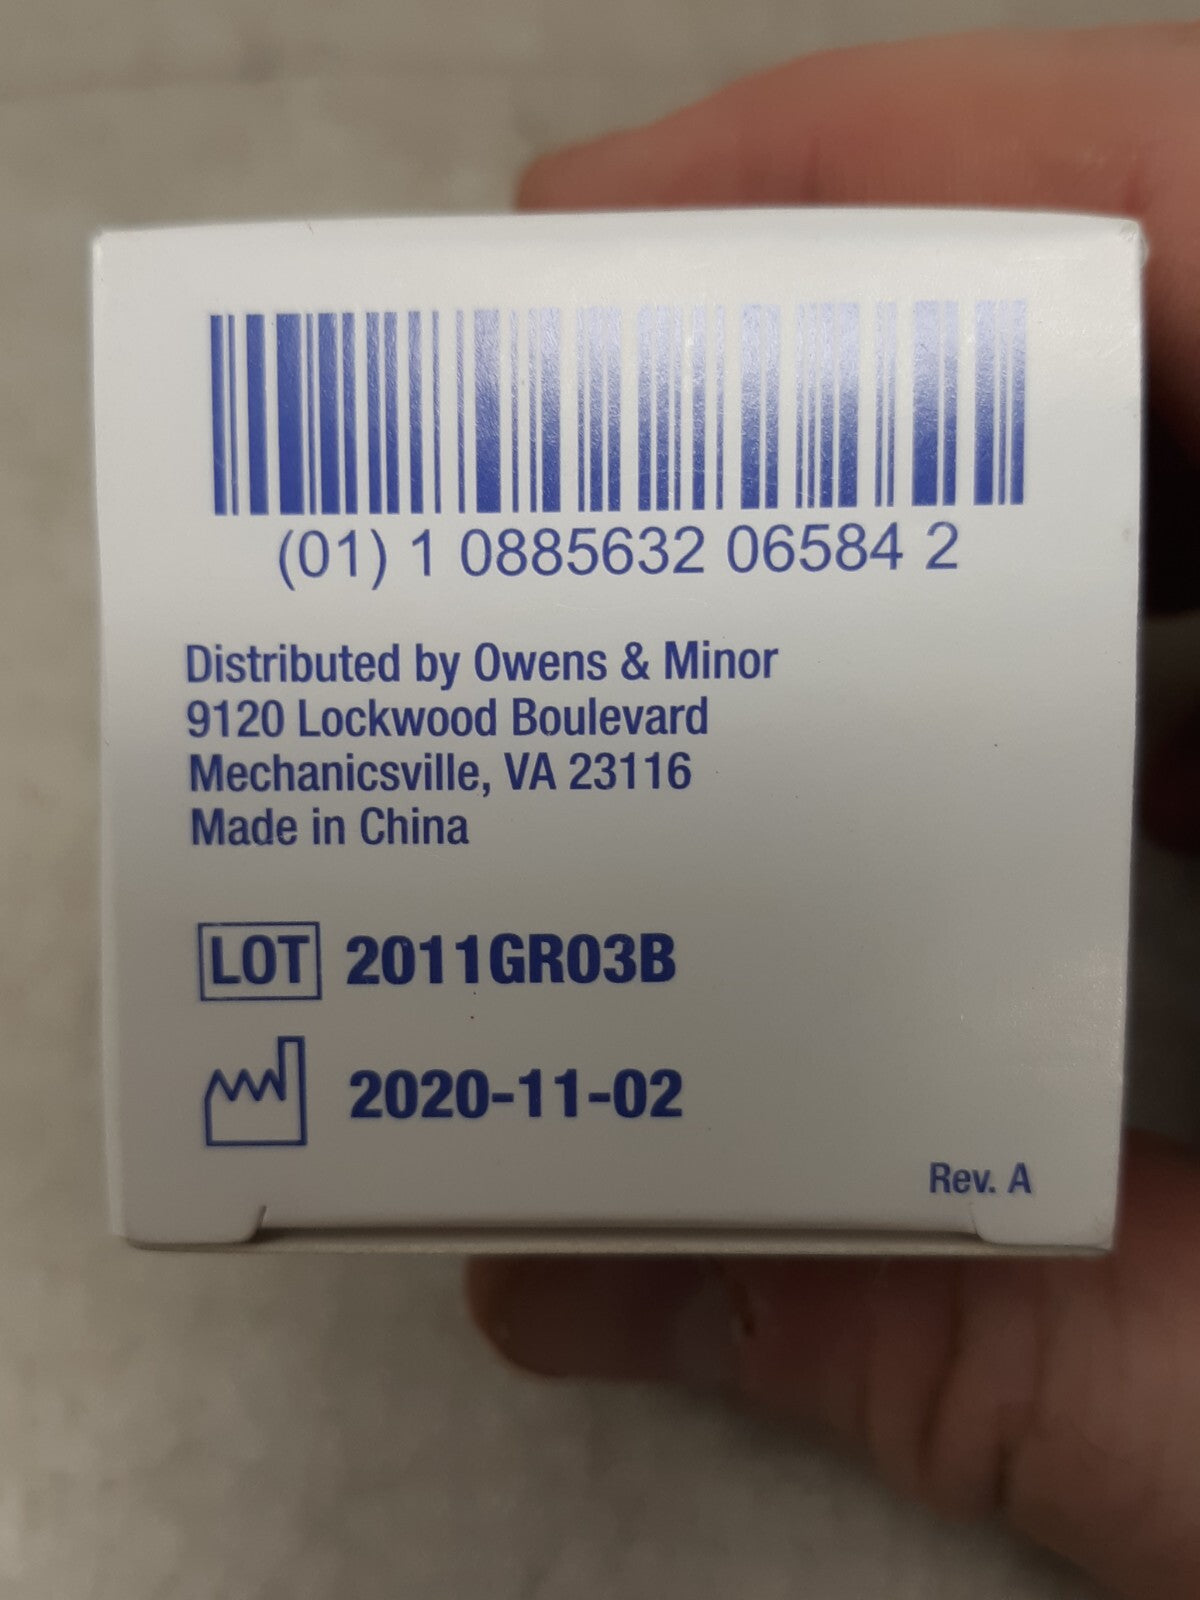 (01) 1 0885632 06584 2
Distributed by Owens & Minor
9120 Lockwood Boulevard
Mechanicsville, VA 23116
Made in China
LOT 2011GR03B
2020-11-02
Rev. A